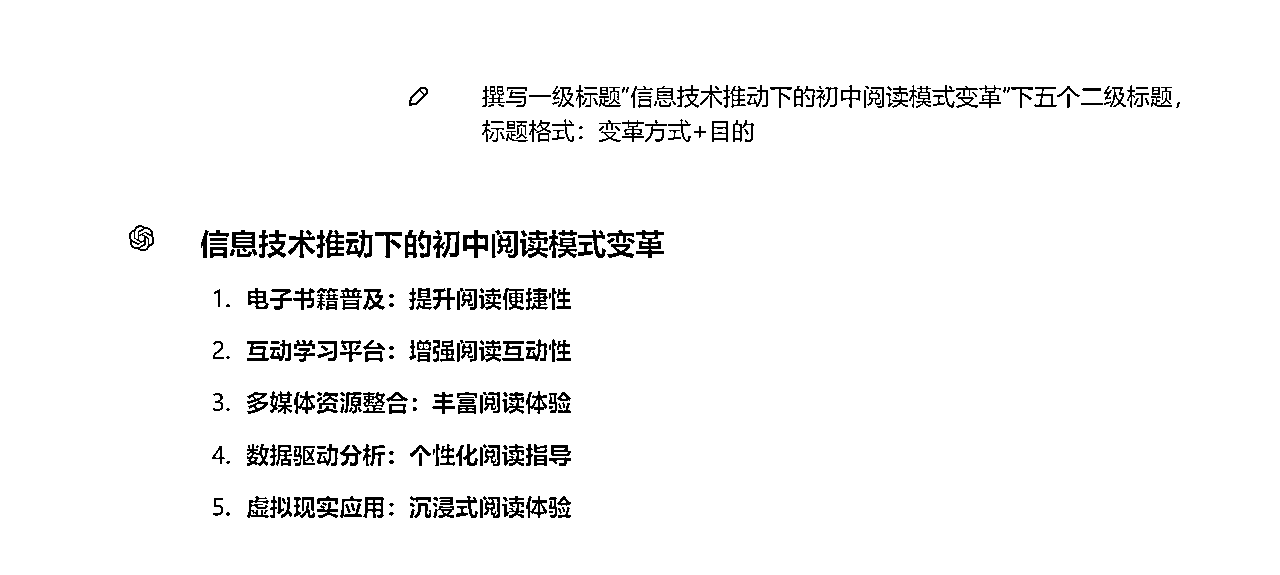 撰写一级标题"信息技术推动下的初中阅读模式变革"下五个二级标题，
标题格式：变革方式+目的
信息技术推动下的初中阅读模式变革
1. 电子书籍普及：提升阅读便捷性
2. 互动学习平台：增强阅读互动性
3. 多媒体资源整合：丰富阅读体验
4. 数据驱动分析：个性化阅读指导
5. 虚拟现实应用：沉浸式阅读体验